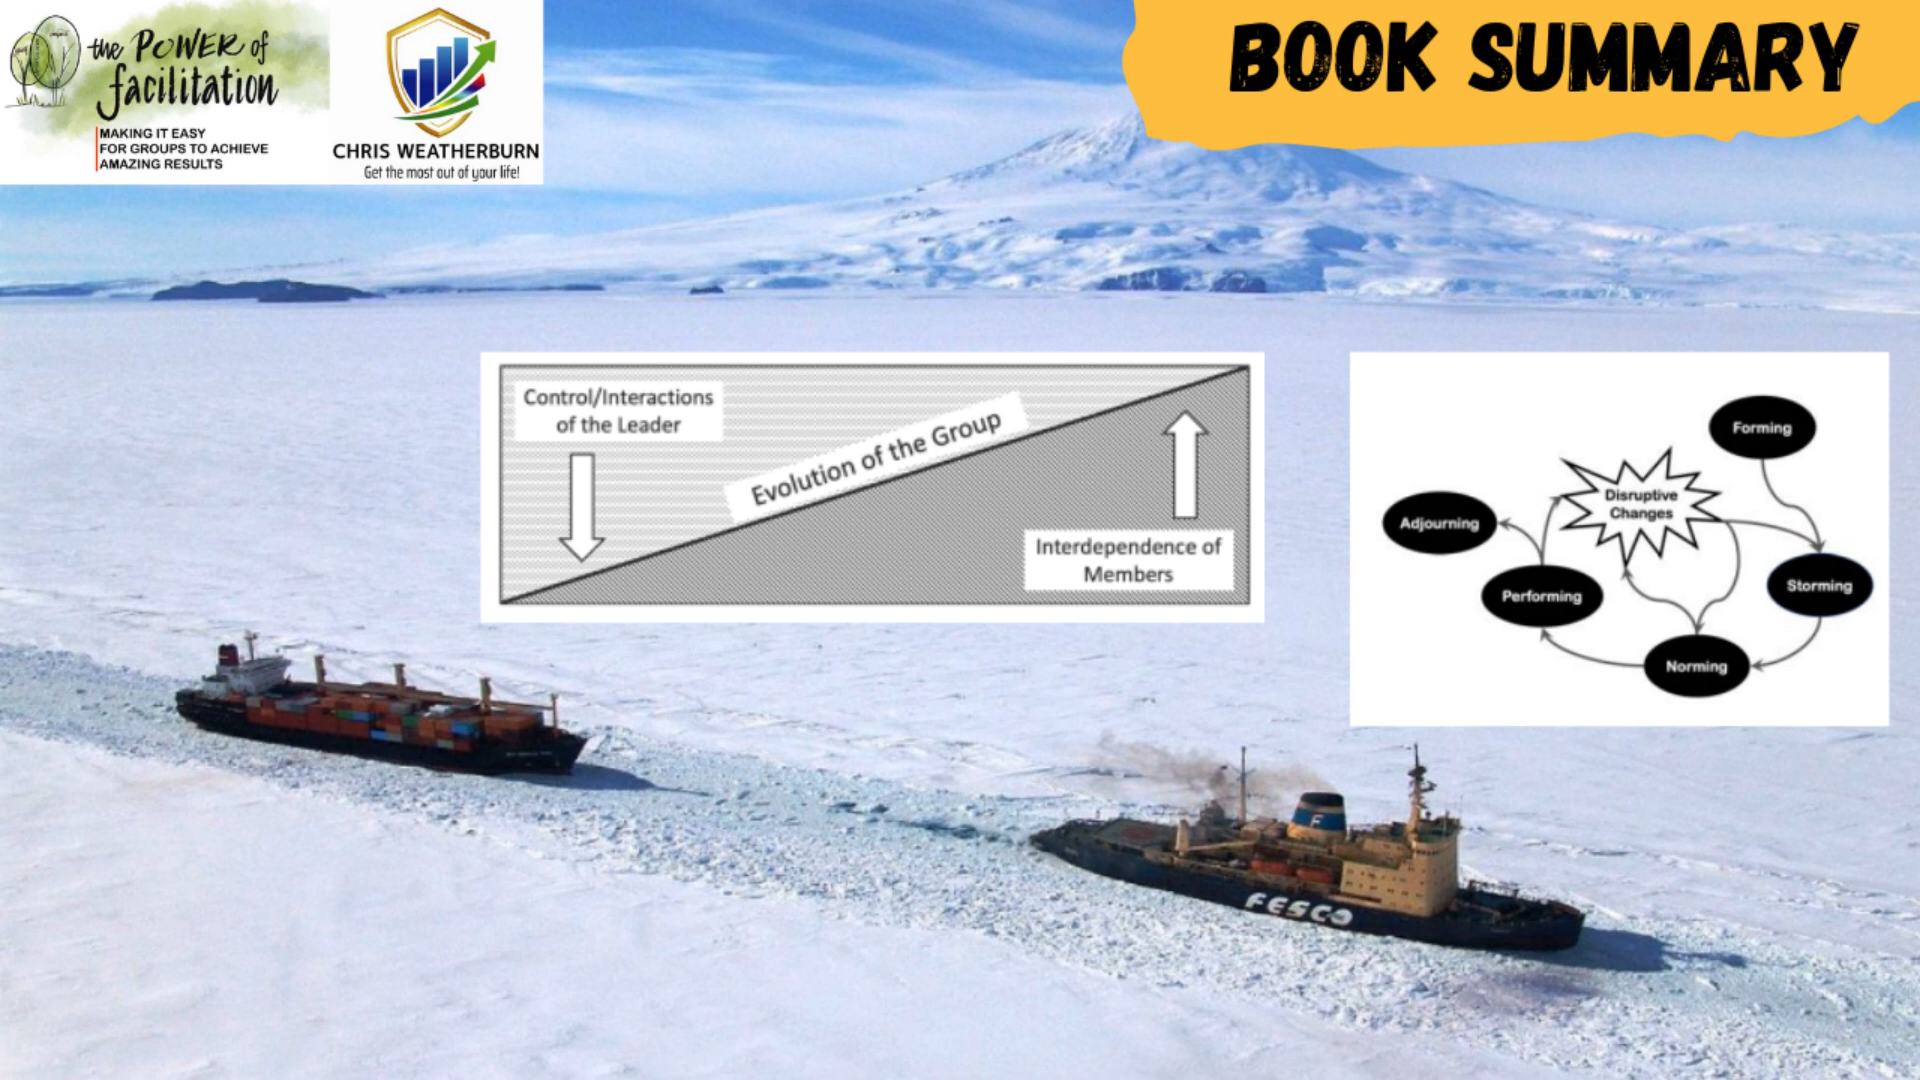 the POWER of
facilitation
MAKING IT EASY
FOR GROUPS TO ACHIEVE
AMAZING RESULTS
CHRIS WEATHERBURN
Get the most out of your life!
BOOK SUMMARY
Control/Interactions
of the Leader
Evolution of the Group
Interdependence of
Members
Forming
Disruptive
Changes
Adjourning
Storming
Performing
Norming
F
FESCO